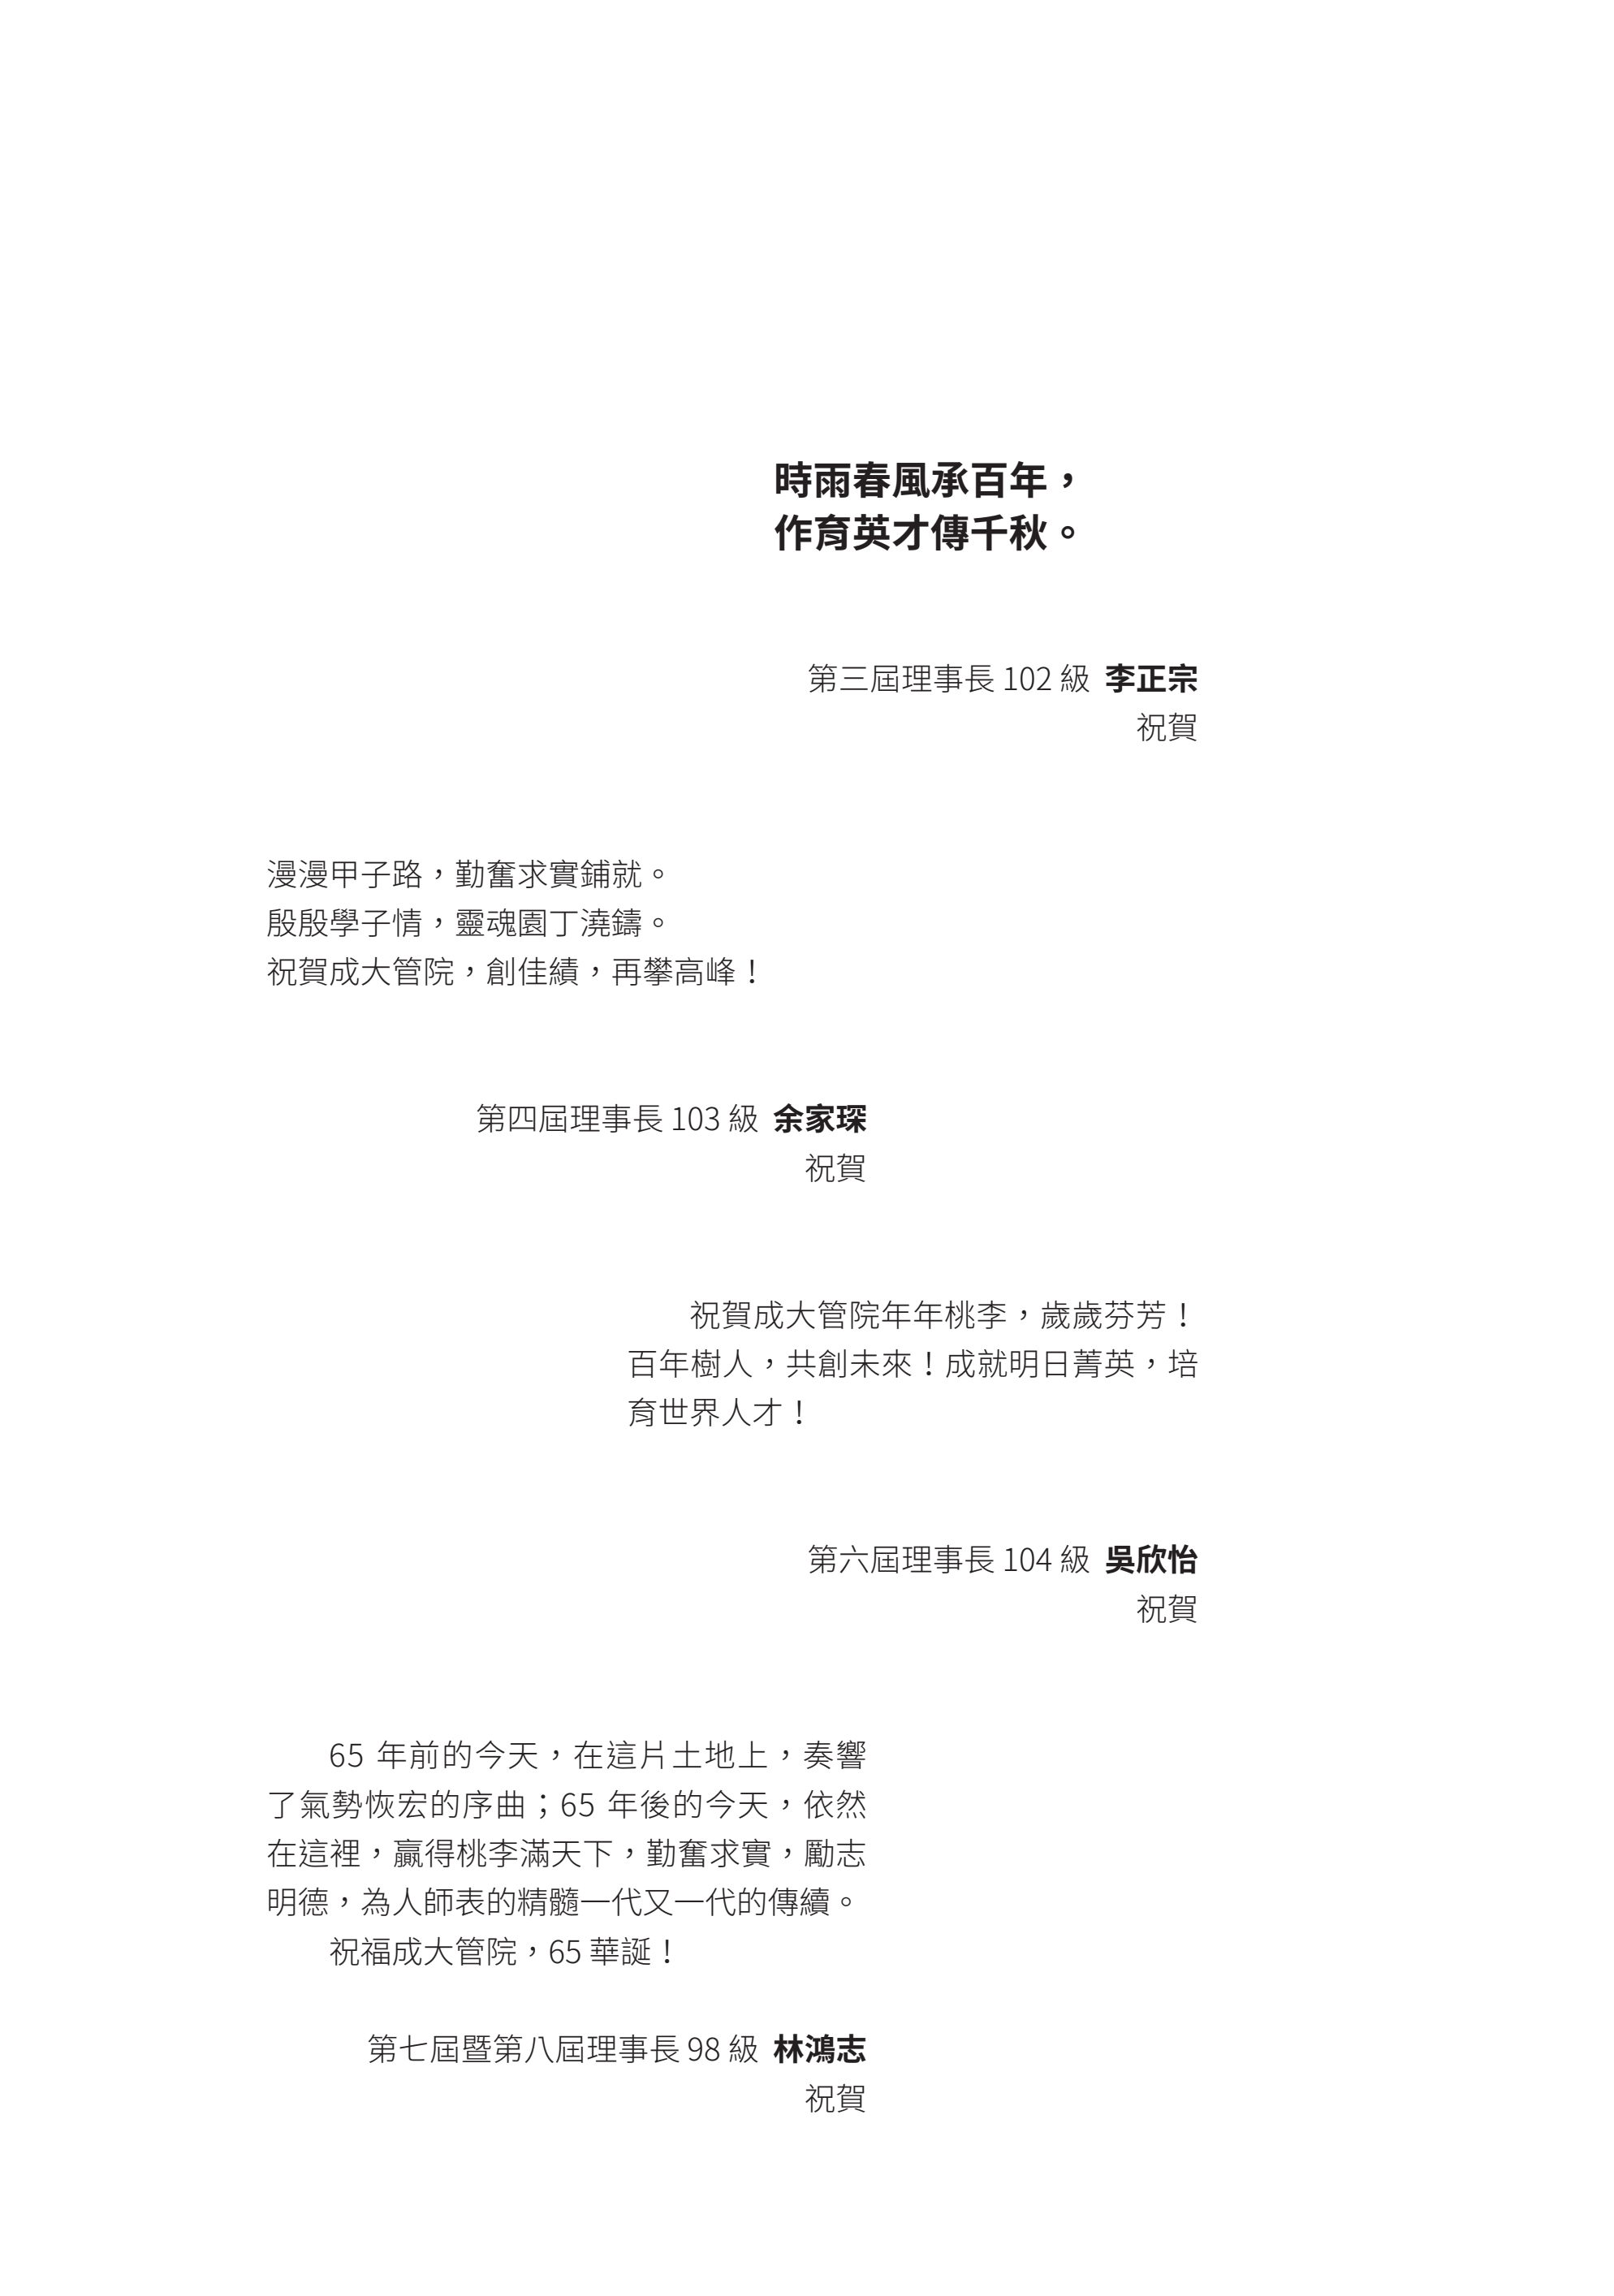 時雨春風承百年，
作育英才傳千秋。
第三屆理事長 102 級 李正宗
祝賀
漫漫甲子路，勤奮求實鋪就。
殷殷學子情，靈魂園丁澆鑄。
祝賀成大管院，創佳績，再攀高峰！
第四屆理事長 103 級 余家琛
祝賀
祝賀成大管院年年桃李，歲歲芬芳！
百年樹人，共創未來！成就明日菁英，培
育世界人才！
第六屆理事長 104 級 吳欣怡
祝賀
65 年前的今天，在這片土地上，奏響
了氣勢恢宏的序曲；65 年後的今天，依然
在這裡，贏得桃李滿天下，勤奮求實，勵志
明德，為人師表的精髓一代又一代的傳續。
祝福成大管院，65 華誕！
第七屆暨第八屆理事長 98 級 林鴻志
祝賀